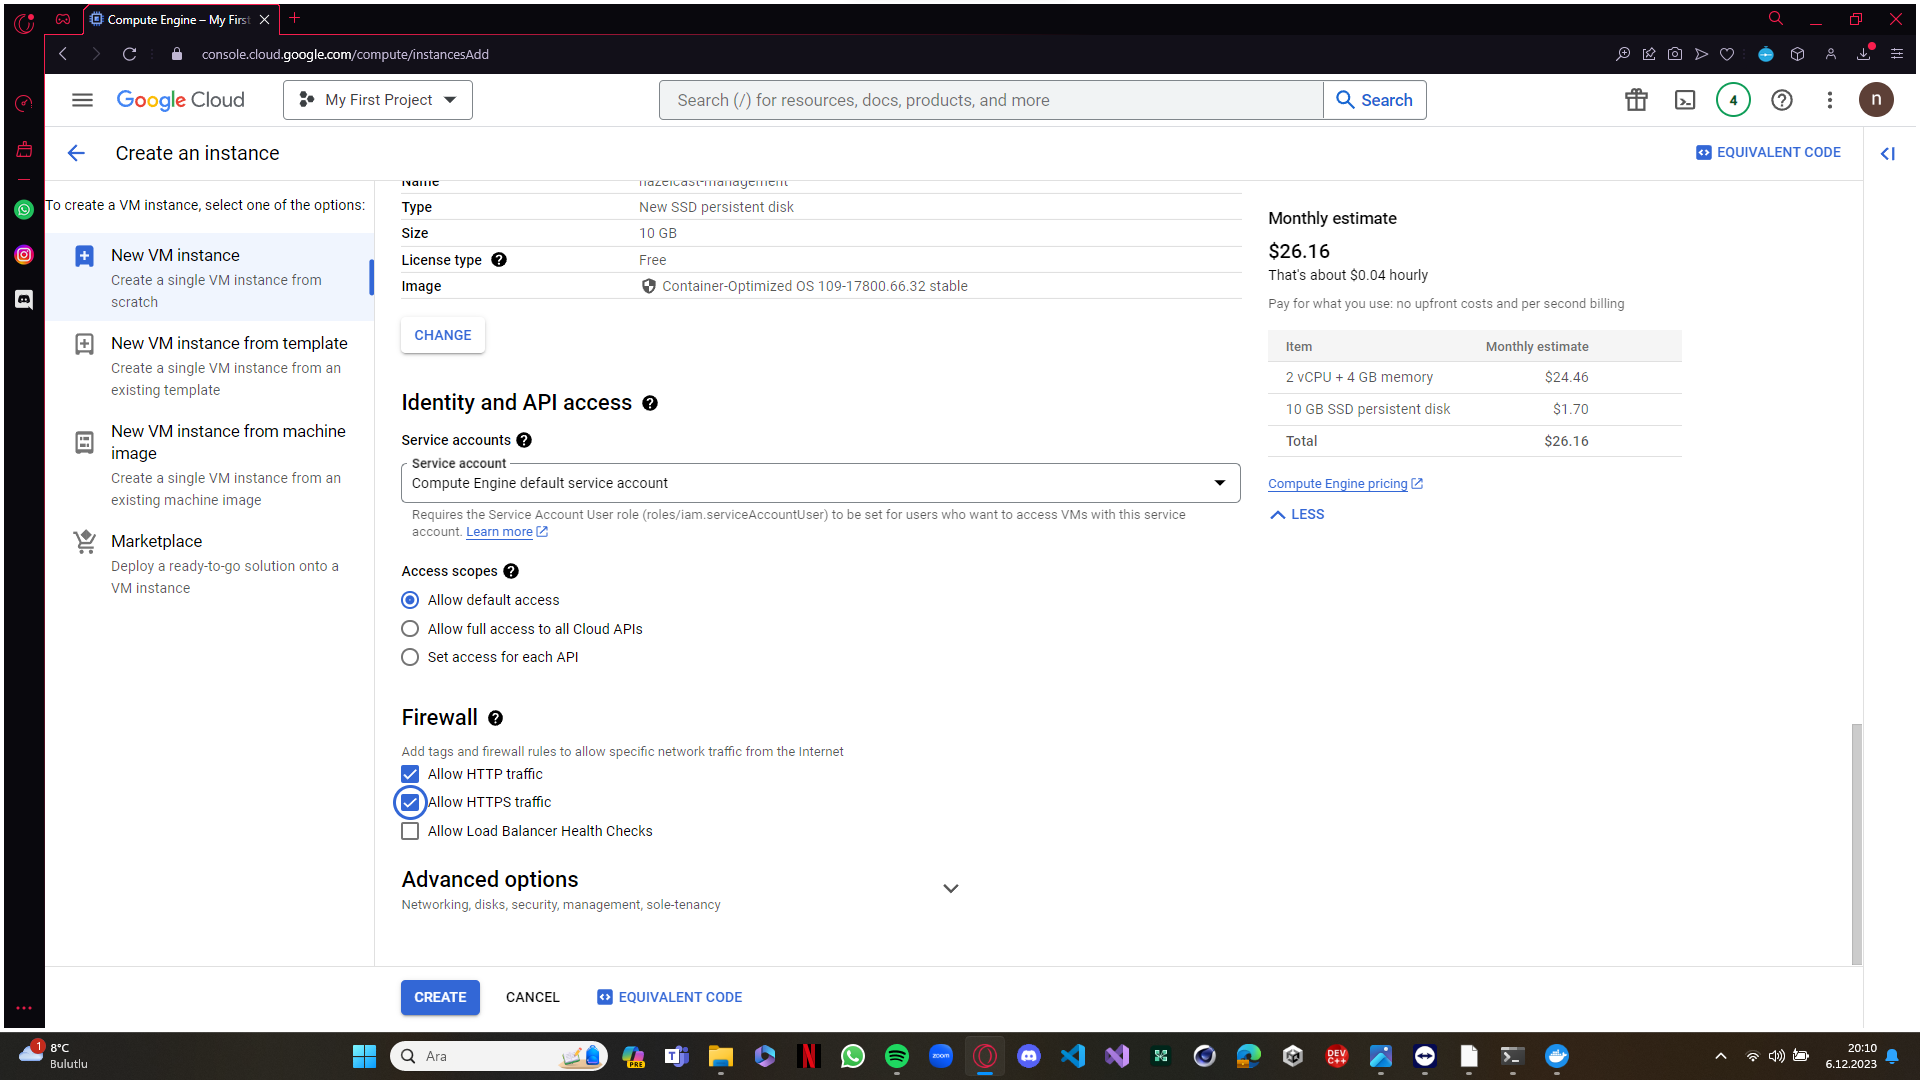 Compute Engine – My First
console.cloud.google.com/compute/instancesAdd
Google Cloud
My First Project
Search (/) for resources, docs, products, and more
Search
4
n
Create an instance
EQUIVALENT CODE
To create a VM instance, select one of the options:
New VM instance
Create a single VM instance from
scratch
New VM instance from template
Create a single VM instance from an
existing template
New VM instance from machine
image
Create a single VM instance from an
existing machine image
Marketplace
Deploy a ready-to-go solution onto a
VM instance
Name hazelcast-management
Type New SSD persistent disk
Size 10 GB
License type Free
Image Container-Optimized OS 109-17800.66.32 stable
CHANGE
Identity and API access
Service accounts
Service account
Compute Engine default service account
Requires the Service Account User role (roles/iam.serviceAccountUser) to be set for users who want to access VMs with this service
account. Learn more
Access scopes
Allow default access
Allow full access to all Cloud APIs
Set access for each API
Firewall
Add tags and firewall rules to allow specific network traffic from the Internet
Allow HTTP traffic
Allow HTTPS traffic
Allow Load Balancer Health Checks
Advanced options
Networking, disks, security, management, sole-tenancy
CREATE
CANCEL
EQUIVALENT CODE
Monthly estimate
$26.16
That's about $0.04 hourly
Pay for what you use: no upfront costs and per second billing
Item Monthly estimate
2 vCPU + 4 GB memory $24.46
10 GB SSD persistent disk $1.70
Total $26.16
Compute Engine pricing
LESS
1
8°C
Bulutlu
Ara
PRE
zoom
DEV
C++
20:10
6.12.2023